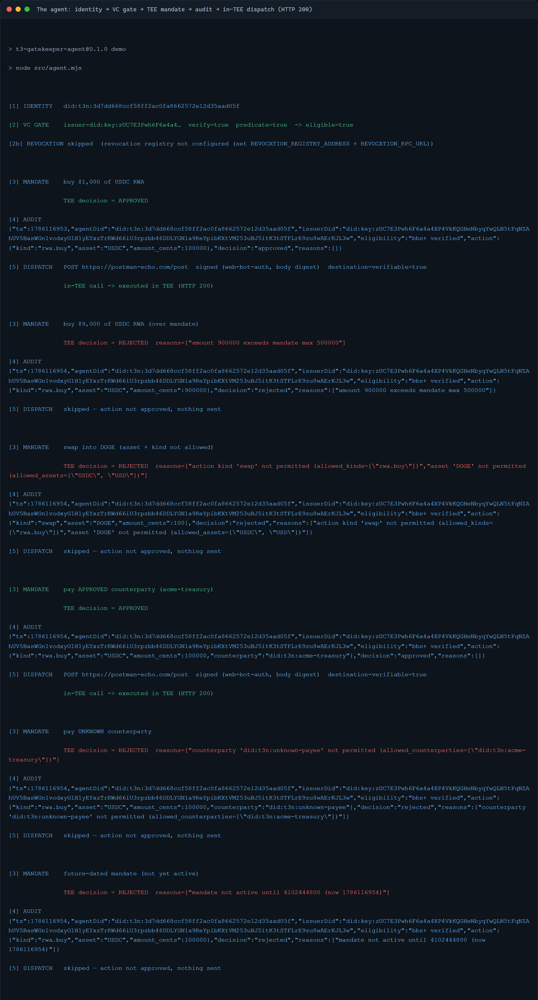 The agent: identity → VC gate → TEE mandate → audit → in-TEE dispatch (HTTP 200)
> t3-gatekeeper-agent@0.1.0 demo
> node src/agent.mjs
[1] IDENTITY   did:t3n:3d7dd668ccf58ff2ac0fa8662572e12d35aad05f
[2] VC GATE    issuer=did:key:zUC7E3Pwh6F6a4a4…  verify=true  predicate=true  -> eligible=true
[2b] REVOCATION skipped  (revocation registry not configured (set REVOCATION_REGISTRY_ADDRESS + REVOCATION_RPC_URL))
[3] MANDATE    buy $1,000 of USDC RWA
TEE decision = APPROVED
[4] AUDIT
{"ts":1786116953,"agentDid":"did:t3n:3d7dd668ccf58ff2ac0fa8662572e12d35aad05f","issuerDid":"did:key:zUC7E3Pwh6F6a4a4XP4VkKQGHeNbyqYwQLN5tFqNZA
hUV5BasWGn1vodxyG1H1yEYxzTrRWd66iU3rpzbb46DDLYGN1a9ReYpibKXtVM253uBJ5itK3tSTFLrE9zu8wAErKJL3w","eligibility":"bbs+ verified","action":
{"kind":"rwa.buy","asset":"USDC","amount_cents":100000},"decision":"approved","reasons":[]}
[5] DISPATCH   POST https://postman-echo.com/post  signed (web-bot-auth, body digest)  destination-verifiable=true
in-TEE call -> executed in TEE (HTTP 200)
[3] MANDATE    buy $9,000 of USDC RWA (over mandate)
TEE decision = REJECTED  reasons=["amount 900000 exceeds mandate max 500000"]
[4] AUDIT
{"ts":1786116954,"agentDid":"did:t3n:3d7dd668ccf58ff2ac0fa8662572e12d35aad05f","issuerDid":"did:key:zUC7E3Pwh6F6a4a4XP4VkKQGHeNbyqYwQLN5tFqNZA
hUV5BasWGn1vodxyG1H1yEYxzTrRWd66iU3rpzbb46DDLYGN1a9ReYpibKXtVM253uBJ5itK3tSTFLrE9zu8wAErKJL3w","eligibility":"bbs+ verified","action":
{"kind":"rwa.buy","asset":"USDC","amount_cents":900000},"decision":"rejected","reasons":["amount 900000 exceeds mandate max 500000"]}
[5] DISPATCH   skipped — action not approved, nothing sent
[3] MANDATE    swap into DOGE (asset + kind not allowed)
TEE decision = REJECTED  reasons=["action kind 'swap' not permitted (allowed_kinds=[\"rwa.buy\"])","asset 'DOGE' not permitted
(allowed_assets=[\"USDC\", \"USD\"])"]
[4] AUDIT
{"ts":1786116954,"agentDid":"did:t3n:3d7dd668ccf58ff2ac0fa8662572e12d35aad05f","issuerDid":"did:key:zUC7E3Pwh6F6a4a4XP4VkKQGHeNbyqYwQLN5tFqNZA
hUV5BasWGn1vodxyG1H1yEYxzTrRWd66iU3rpzbb46DDLYGN1a9ReYpibKXtVM253uBJ5itK3tSTFLrE9zu8wAErKJL3w","eligibility":"bbs+ verified","action":
{"kind":"swap","asset":"DOGE","amount_cents":100},"decision":"rejected","reasons":["action kind 'swap' not permitted (allowed_kinds=
[\"rwa.buy\"])","asset 'DOGE' not permitted (allowed_assets=[\"USDC\", \"USD\"])"]}
[5] DISPATCH   skipped — action not approved, nothing sent
[3] MANDATE    pay APPROVED counterparty (acme-treasury)
TEE decision = APPROVED
[4] AUDIT
{"ts":1786116954,"agentDid":"did:t3n:3d7dd668ccf58ff2ac0fa8662572e12d35aad05f","issuerDid":"did:key:zUC7E3Pwh6F6a4a4XP4VkKQGHeNbyqYwQLN5tFqNZA
hUV5BasWGn1vodxyG1H1yEYxzTrRWd66iU3rpzbb46DDLYGN1a9ReYpibKXtVM253uBJ5itK3tSTFLrE9zu8wAErKJL3w","eligibility":"bbs+ verified","action":
{"kind":"rwa.buy","asset":"USDC","amount_cents":100000,"counterparty":"did:t3n:acme-treasury"},"decision":"approved","reasons":[]}
[5] DISPATCH   POST https://postman-echo.com/post  signed (web-bot-auth, body digest)  destination-verifiable=true
in-TEE call -> executed in TEE (HTTP 200)
[3] MANDATE    pay UNKNOWN counterparty
TEE decision = REJECTED  reasons=["counterparty 'did:t3n:unknown-payee' not permitted (allowed_counterparties=[\"did:t3n:acme-
treasury\"])"]
[4] AUDIT
{"ts":1786116954,"agentDid":"did:t3n:3d7dd668ccf58ff2ac0fa8662572e12d35aad05f","issuerDid":"did:key:zUC7E3Pwh6F6a4a4XP4VkKQGHeNbyqYwQLN5tFqNZA
hUV5BasWGn1vodxyG1H1yEYxzTrRWd66iU3rpzbb46DDLYGN1a9ReYpibKXtVM253uBJ5itK3tSTFLrE9zu8wAErKJL3w","eligibility":"bbs+ verified","action":
{"kind":"rwa.buy","asset":"USDC","amount_cents":100000,"counterparty":"did:t3n:unknown-payee"},"decision":"rejected","reasons":["counterparty
'did:t3n:unknown-payee' not permitted (allowed_counterparties=[\"did:t3n:acme-treasury\"])"]}
[5] DISPATCH   skipped — action not approved, nothing sent
[3] MANDATE    future-dated mandate (not yet active)
TEE decision = REJECTED  reasons=["mandate not active until 4102444800 (now 1786116954)"]
[4] AUDIT
{"ts":1786116954,"agentDid":"did:t3n:3d7dd668ccf58ff2ac0fa8662572e12d35aad05f","issuerDid":"did:key:zUC7E3Pwh6F6a4a4XP4VkKQGHeNbyqYwQLN5tFqNZA
hUV5BasWGn1vodxyG1H1yEYxzTrRWd66iU3rpzbb46DDLYGN1a9ReYpibKXtVM253uBJ5itK3tSTFLrE9zu8wAErKJL3w","eligibility":"bbs+ verified","action":
{"kind":"rwa.buy","asset":"USDC","amount_cents":100000},"decision":"rejected","reasons":["mandate not active until 4102444800 (now
1786116954)"]}
[5] DISPATCH   skipped — action not approved, nothing sent